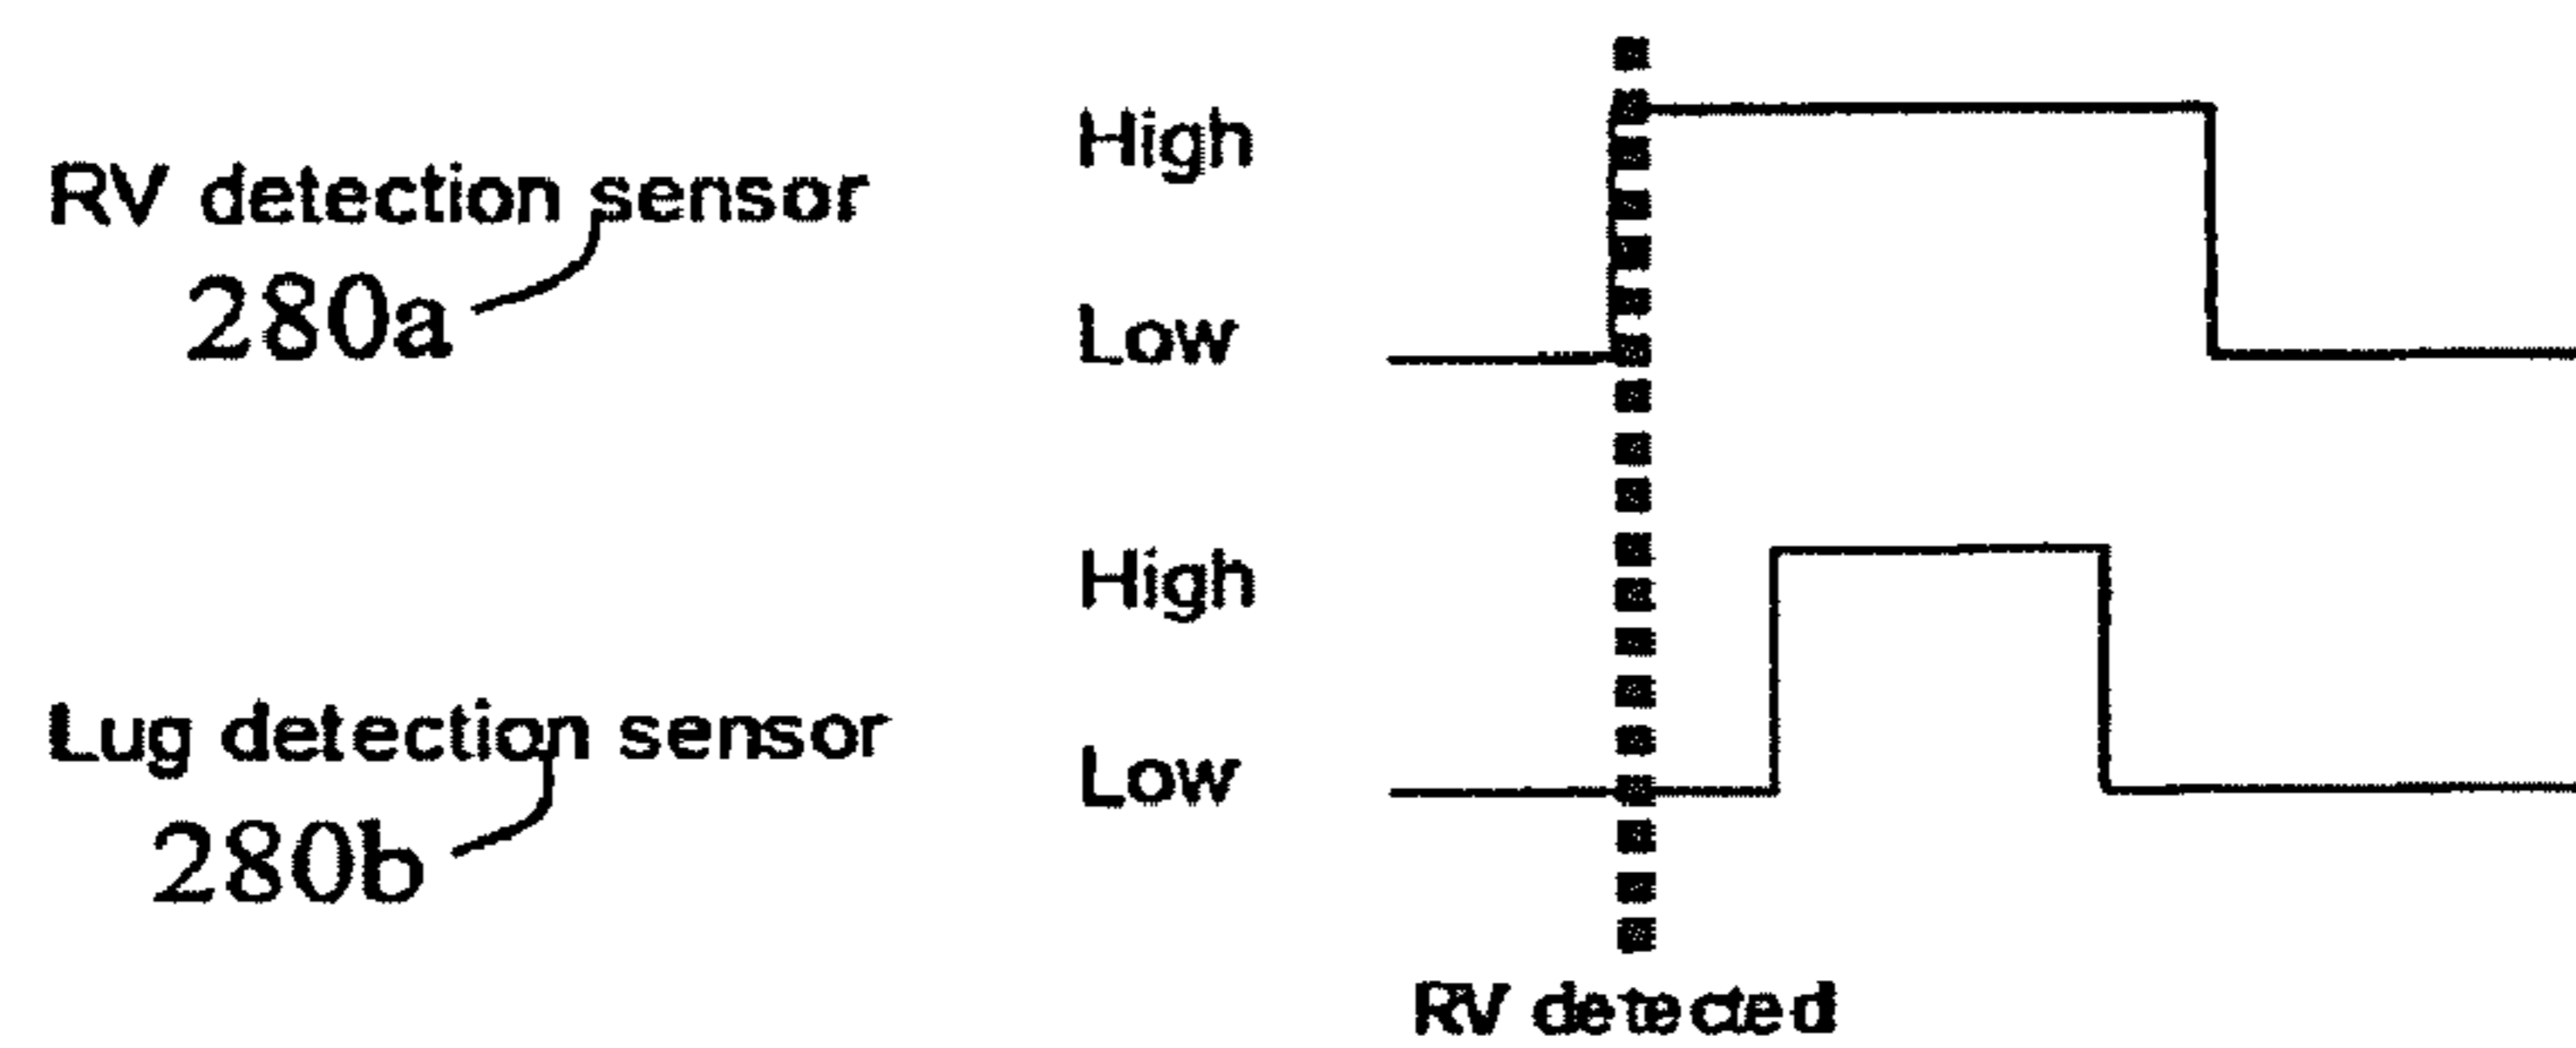 High
RV detection sensor
280a
Low
High
Lug detection sensor
Low
280b
RV detected